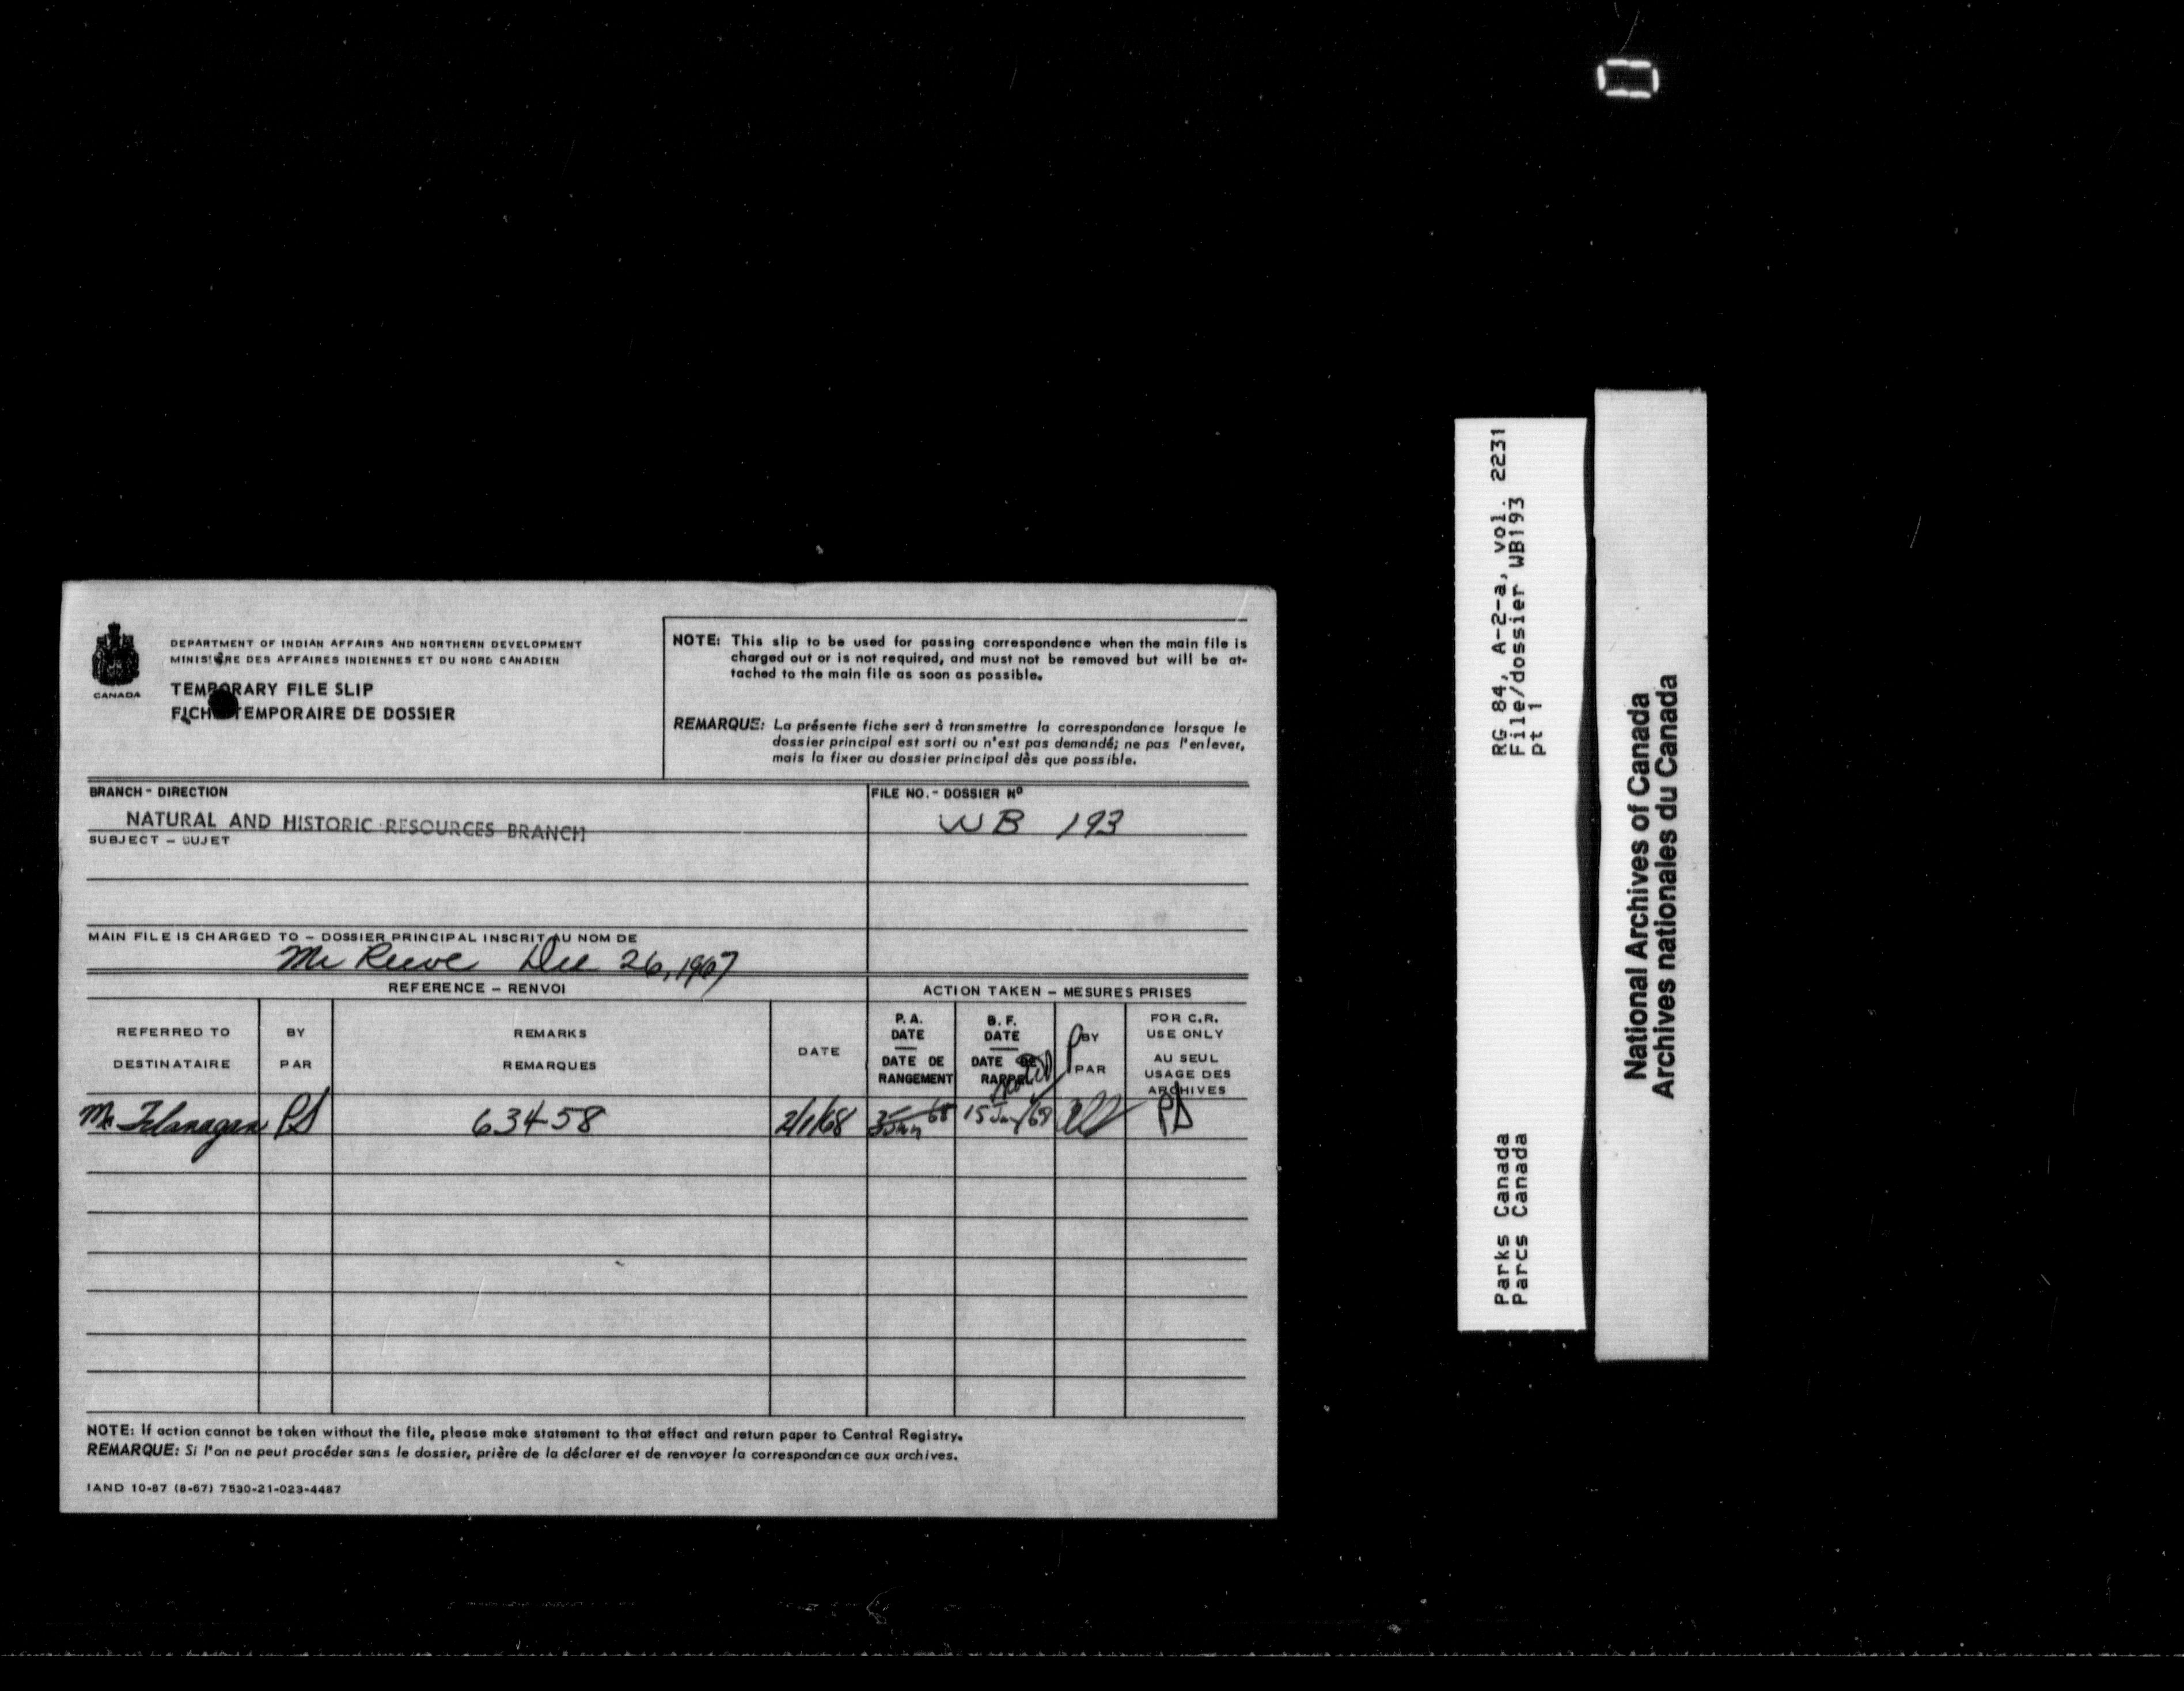 DEPARTMENT OF INDIAN AFFAIRS AND NORTHERN DEVELOPMENT
MINISTÈRE DES AFFAIRES INDIENNES ET DU NORD CANADIEN
CANADA
TEMPORARY FILE SLIP
FICHE TEMPORAIRE DE DOSSIER
NOTE: This slip to be used for passing correspondence when the main file is
charged out or is not required, and must not be removed but will be at-
tached to the main file as soon as possible.
REMARQUE: La présente fiche sert à transmettre la correspondance lorsque le
dossier principal est sorti ou n'est pas demandé; ne pas l'enlever,
mais la fixer au dossier principal dès que possible.
BRANCH - DIRECTION
NATURAL AND HISTORIC RESOURCES BRANCH
FILE NO. - DOSSIER Nº
WB 193
SUBJECT - SUJET
MAIN FILE IS CHARGED TO - DOSSIER PRINCIPAL INSCRIT AU NOM DE
Mr Reeve Dec 26, 1967
REFERENCE - RENVOI
ACTION TAKEN - MESURES PRISES
REFERRED TO
DESTINATAIRE
BY
PAR
REMARKS
REMARQUES
DATE
P. A.
DATE
DATE DE
RANGEMENT
B. F.
DATE
DATE DE
RAPPEL
BY
PAR
FOR C.R.
USE ONLY
AU SEUL
USAGE DES
ARCHIVES
Mr. Flanagan PS 63458 2/1/68 15 Jan/68 PS
NOTE: If action cannot be taken without the file, please make statement to that effect and return paper to Central Registry.
REMARQUE: Si l'on ne peut procéder sans le dossier, prière de la déclarer et de renvoyer la correspondance aux archives.
IAND 10-87 (8-67) 7530-21-023-4487
RG 84, A-2-a, vol. 2231
File/dossier WB193
pt 1
Parks Canada
Parcs Canada
National Archives of Canada
Archives nationales du Canada